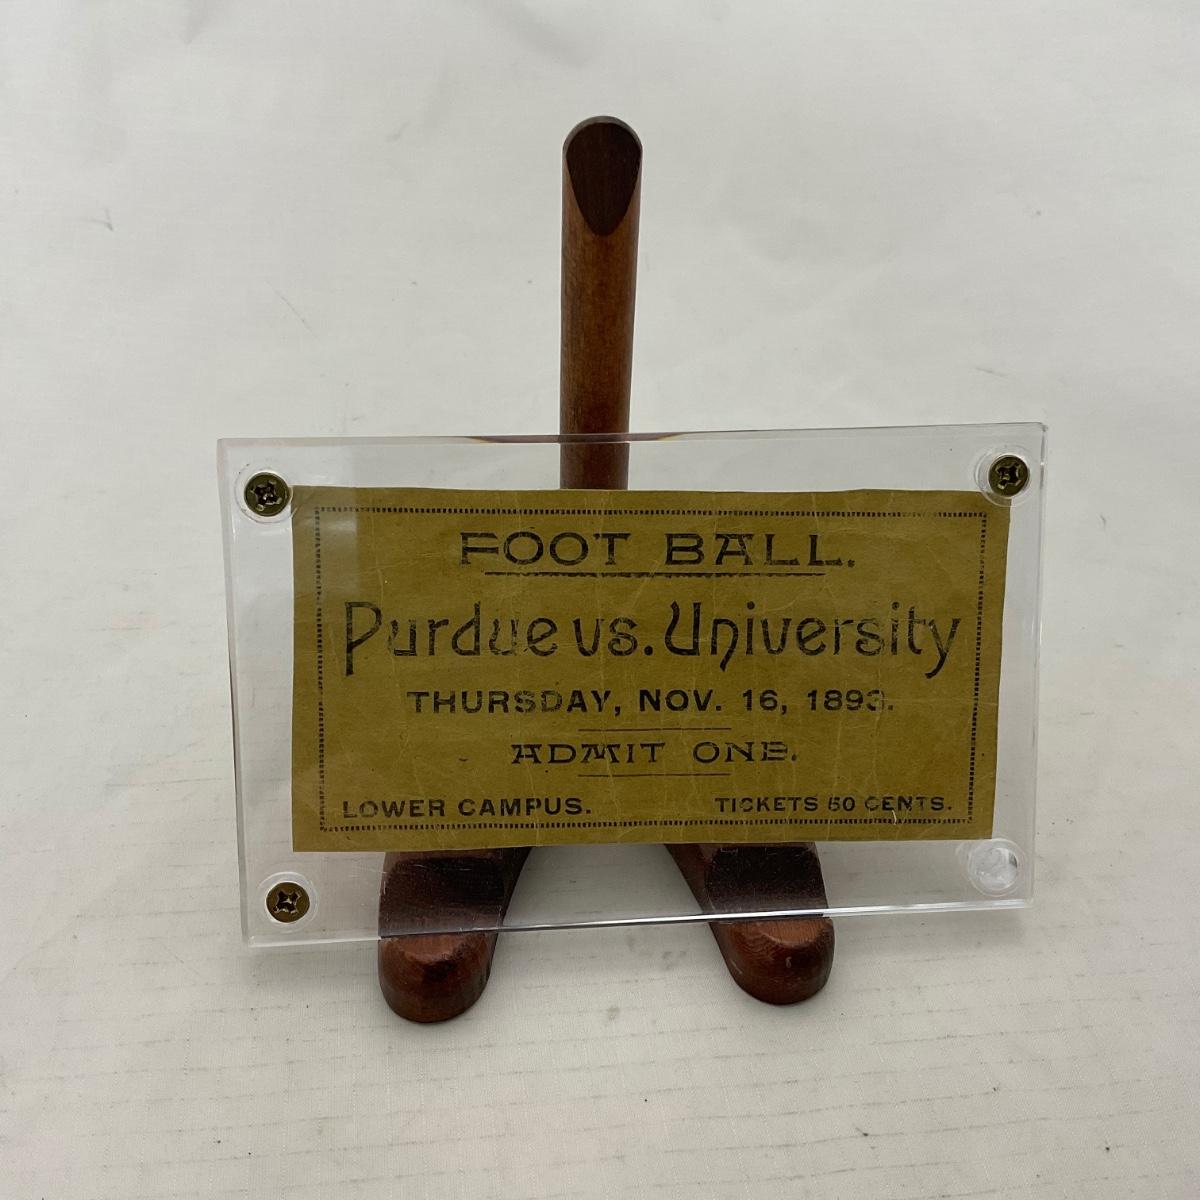 FOOT BALL.
Purdue vs. University
THURSDAY, NOV. 16, 1893.
ADMIT ONE.
LOWER CAMPUS.
TICKETS 50 CENTS.